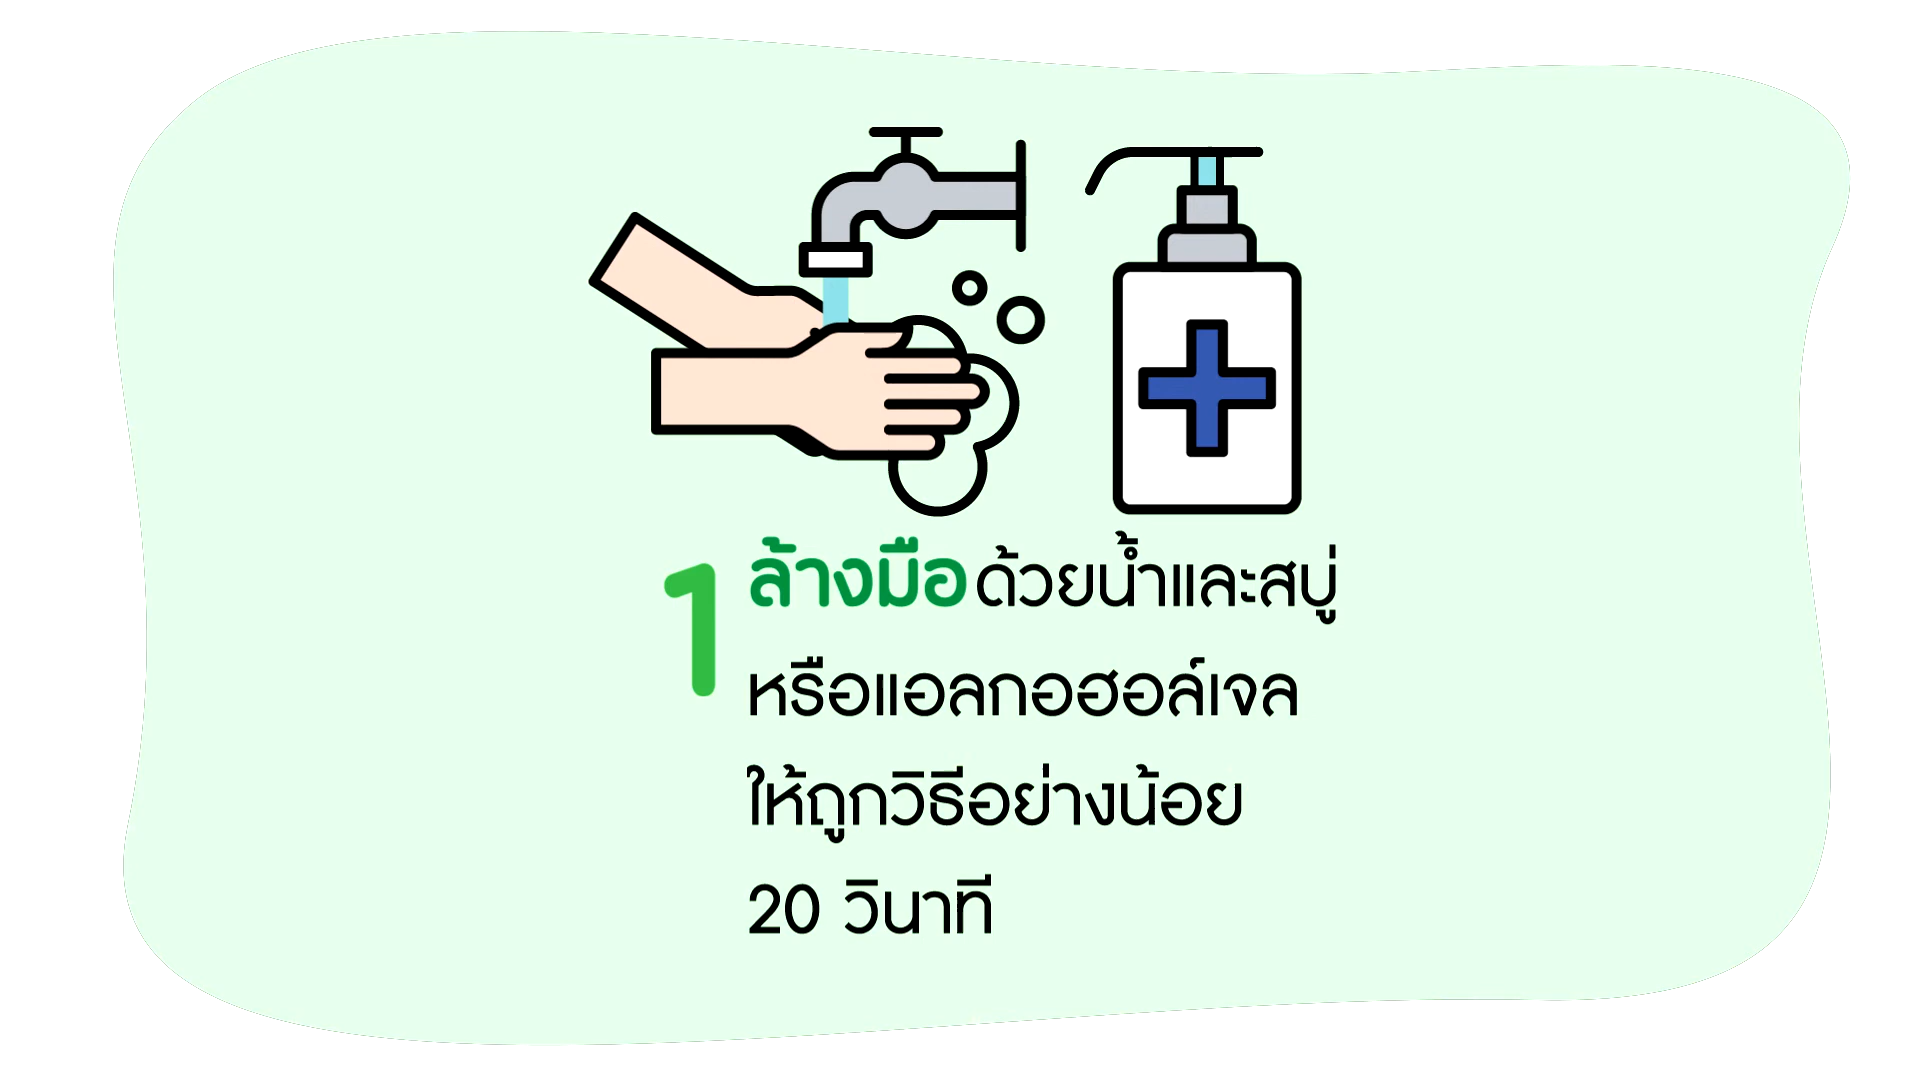 1 ล้างมือด้วยน้ำและสบู่
หรือแอลกอฮอล์เจล
ให้ถูกวิธีอย่างน้อย
20 วินาที